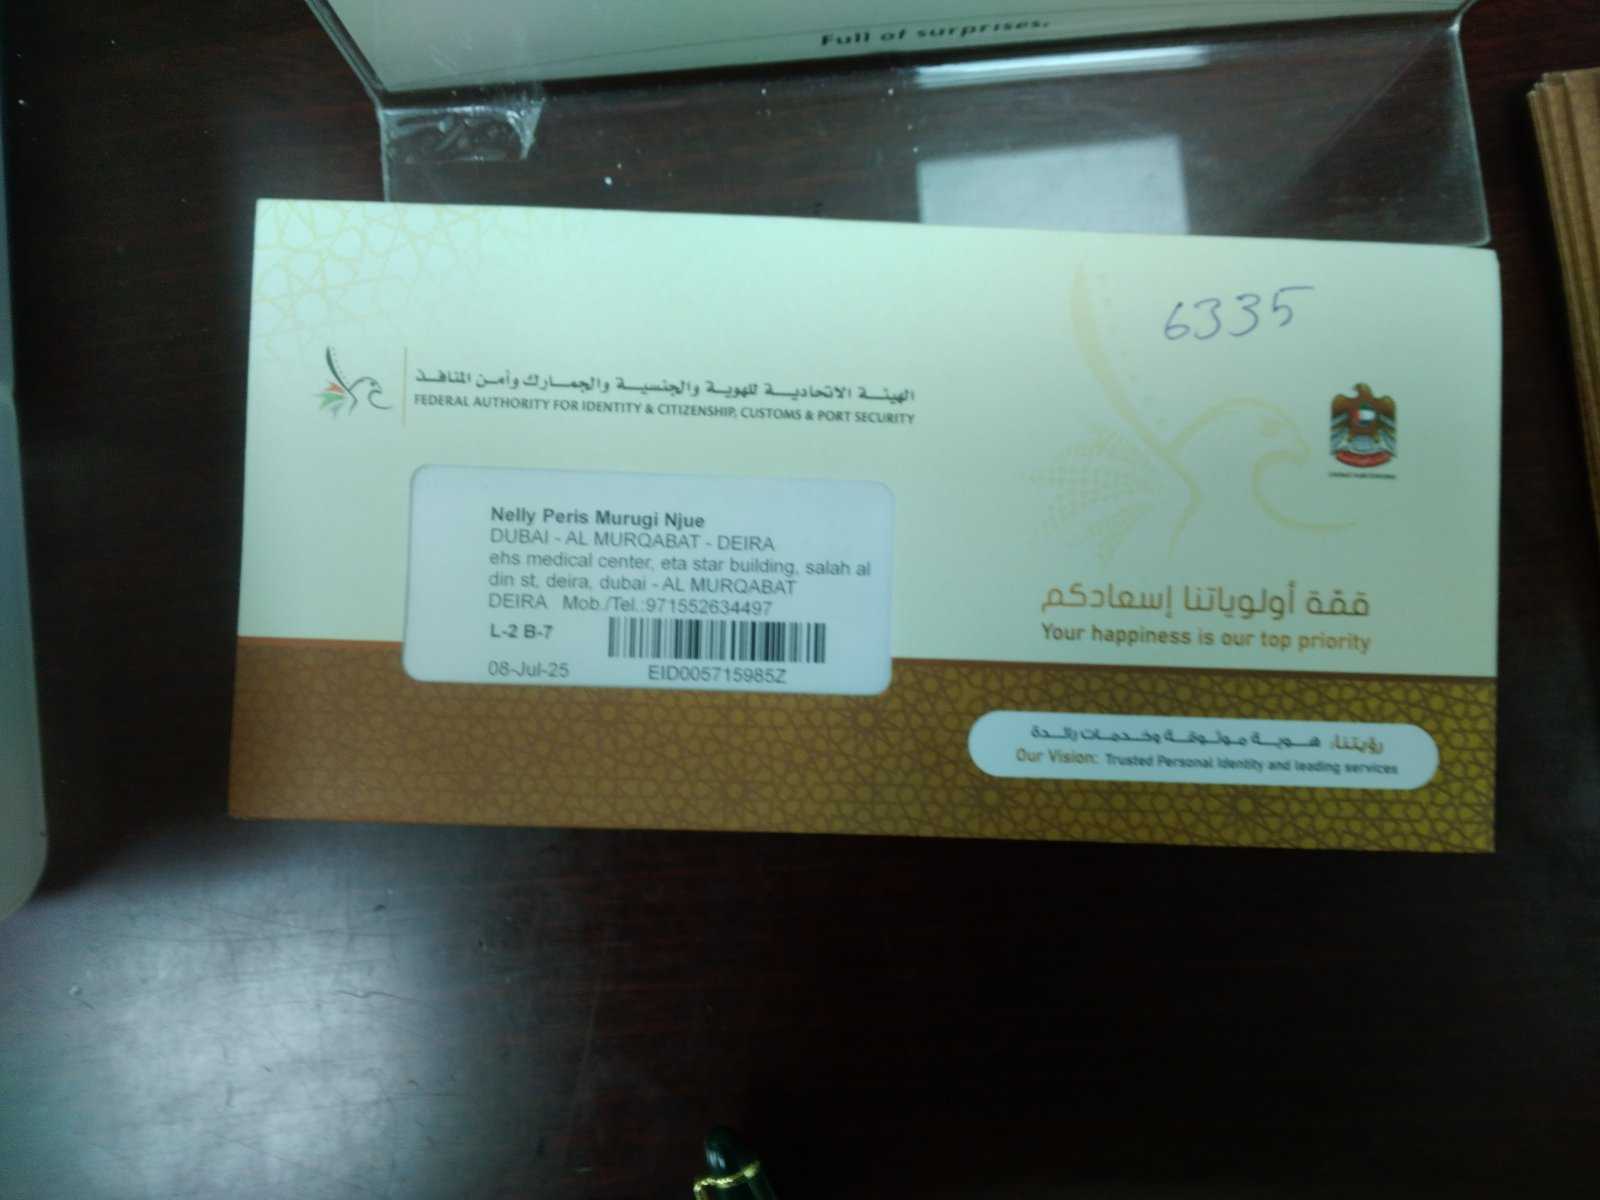 Full of surprises.
6335
الهيئة الاتحادية للهوية والجنسية والجمارك وأمن المنافذ
FEDERAL AUTHORITY FOR IDENTITY & CITIZENSHIP, CUSTOMS & PORT SECURITY
Nelly Peris Murugi Njue
DUBAI - AL MURQABAT - DEIRA
ehs medical center, eta star building, salah al
din st, deira, dubai - AL MURQABAT
DEIRA Mob./Tel.:971552634497
L-2 B-7
08-Jul-25 EID005715985Z
قمّة أولوياتنا إسعادكم
Your happiness is our top priority
رؤيتنا: هوية موثوقة وخدمات رائدة
Our Vision: Trusted Personal Identity and leading services